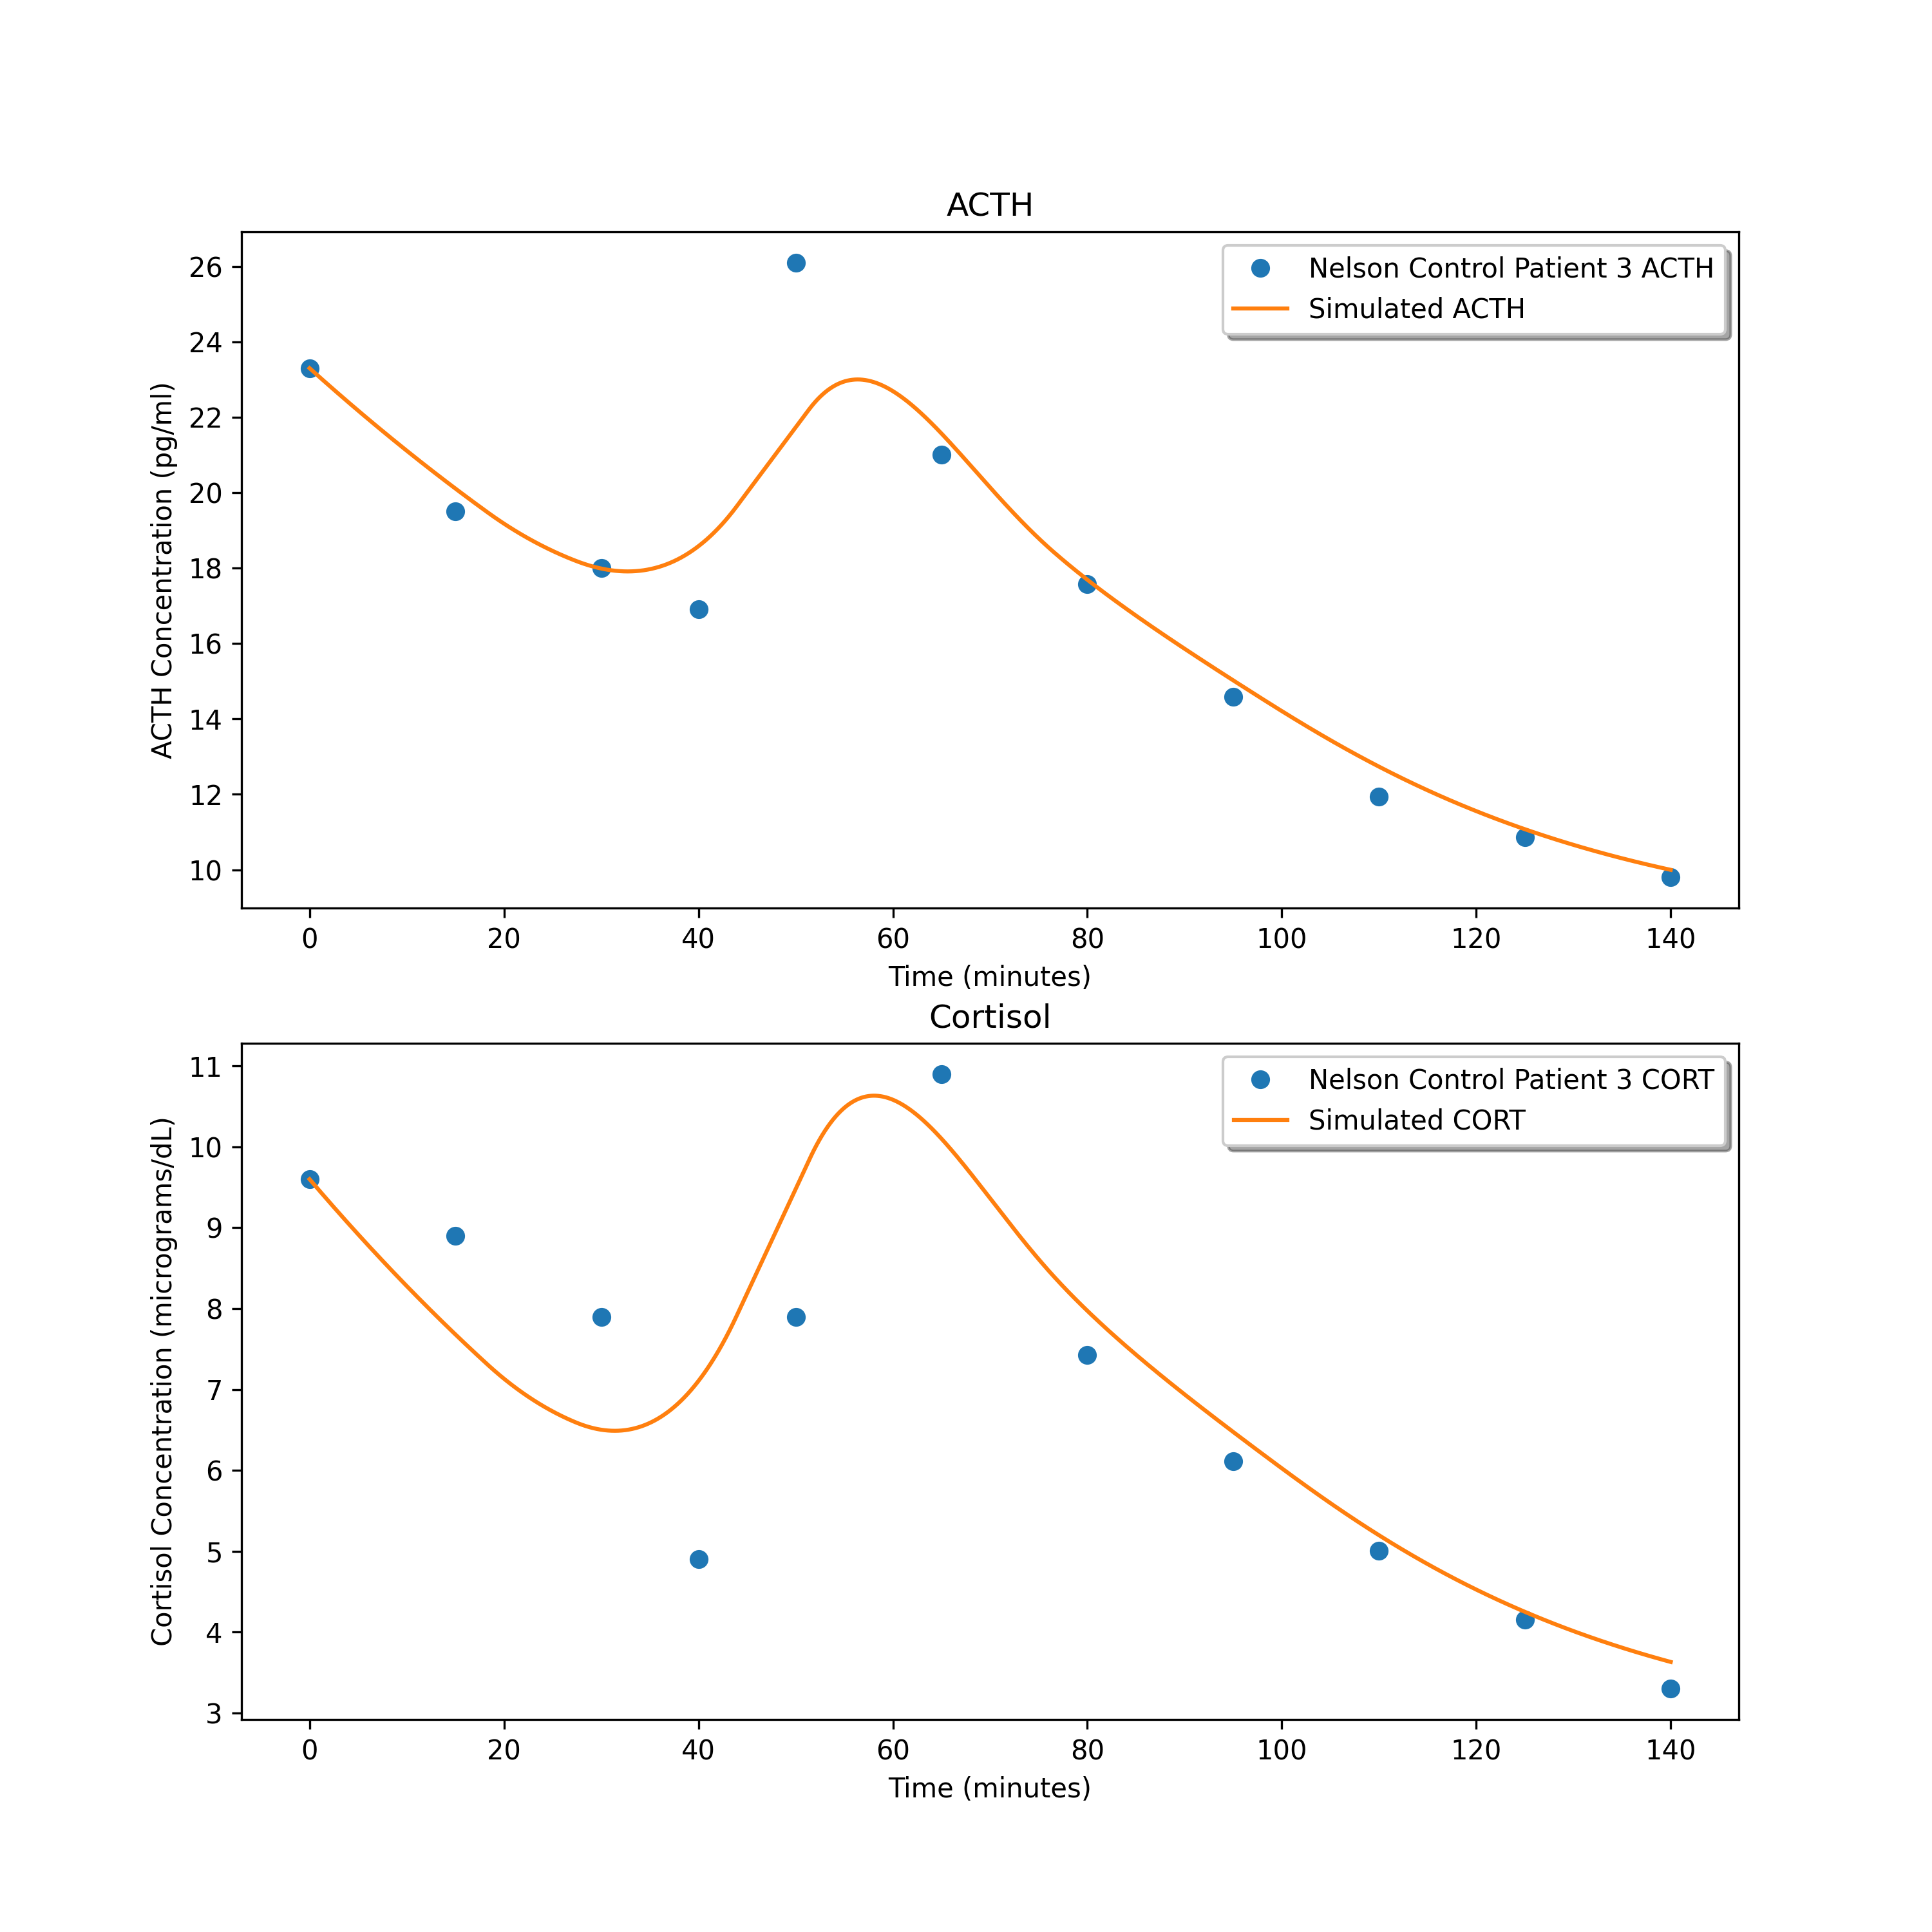 ACTH
26
24
22
20
18
16
14
12
10
ACTH Concentration (pg/ml)
Nelson Control Patient 3 ACTH
Simulated ACTH
0 20 40 60 80 100 120 140
Time (minutes)
Cortisol
11
10
9
8
7
6
5
4
3
Cortisol Concentration (micrograms/dL)
Nelson Control Patient 3 CORT
Simulated CORT
0 20 40 60 80 100 120 140
Time (minutes)